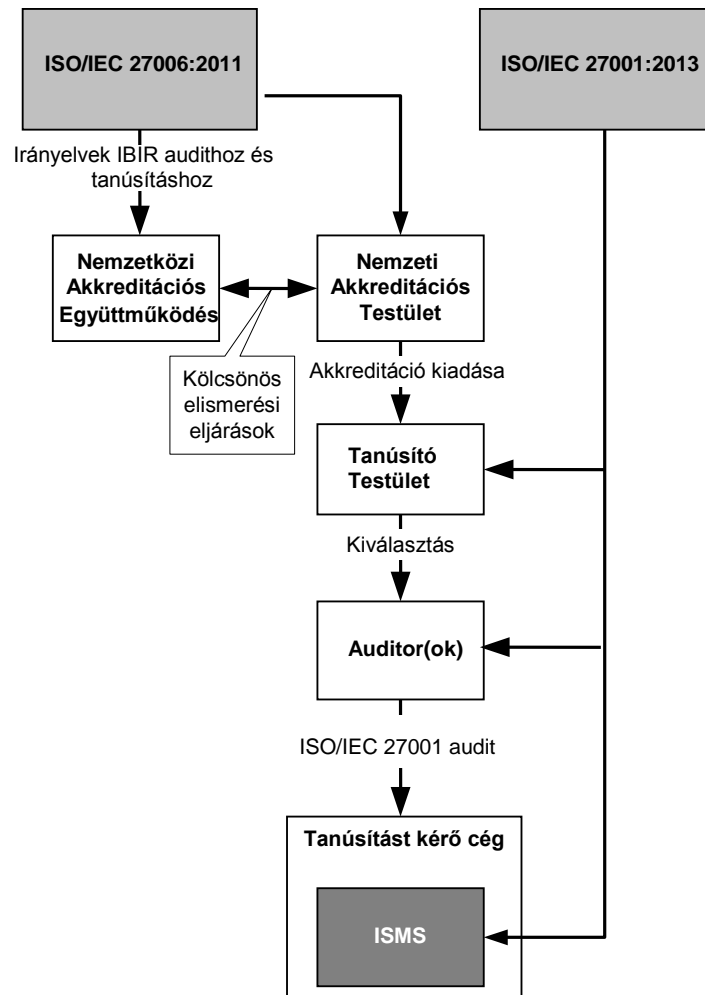 ISO/IEC 27006:2011
ISO/IEC 27001:2013
Irányelvek IBIR audithoz és
tanúsításhoz
Nemzetközi
Akkreditációs
Együttműködés
Nemzeti
Akkreditációs
Testület
Kölcsönös
elismerési
eljárások
Akkreditáció kiadása
Tanúsító
Testület
Kiválasztás
Auditor(ok)
ISO/IEC 27001 audit
Tanúsítást kérő cég
ISMS